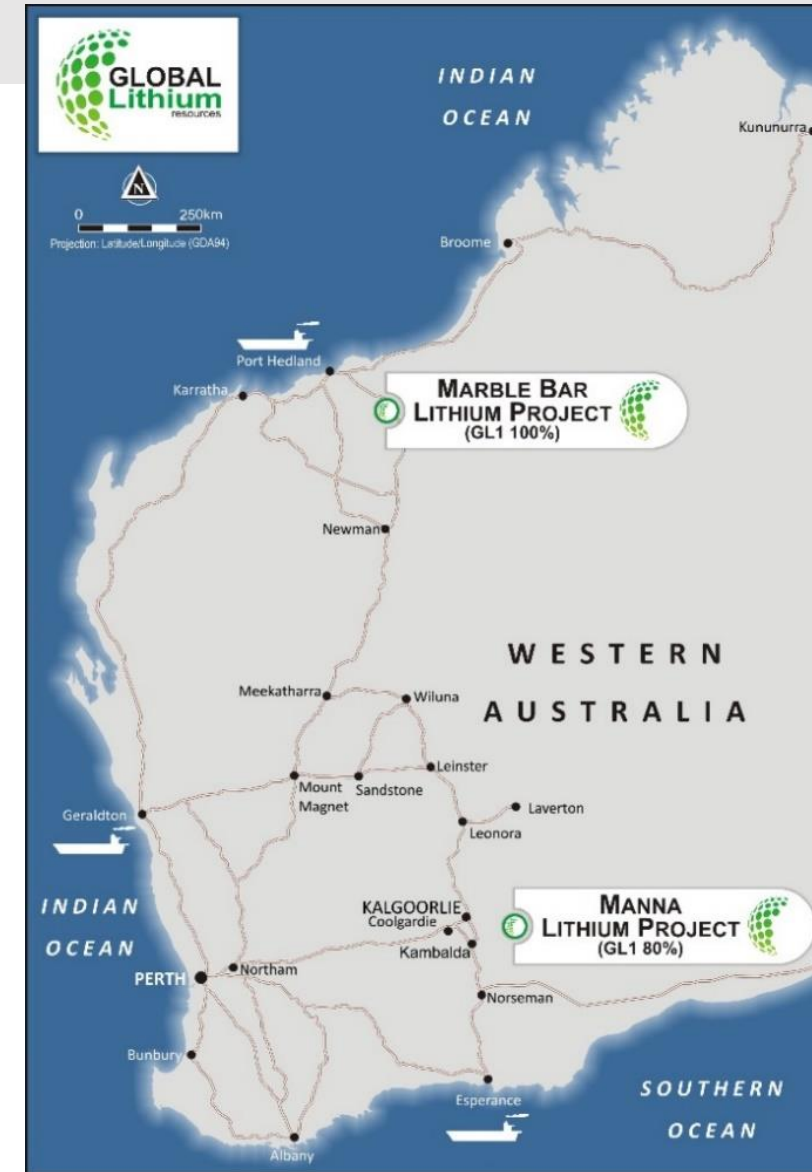 GLOBAL
Lithium
resources
N
0 250km
Projection: Latitude/Longitude (GDA94)
INDIAN
OCEAN
Kununurra
Broome
Port Hedland
Karratha
MARBLE BAR
LITHIUM PROJECT
(GL1 100%)
Newman
WESTERN
AUSTRALIA
Meekatharra
Wiluna
Leinster
Mount
Magnet
Sandstone
Laverton
Geraldton
Leonora
INDIAN
OCEAN
KALGOORLIE
Coolgardie
Kambalda
MANNA
LITHIUM PROJECT
(GL1 80%)
PERTH
Northam
Norseman
Bunbury
Esperance
SOUTHERN
OCEAN
Albany